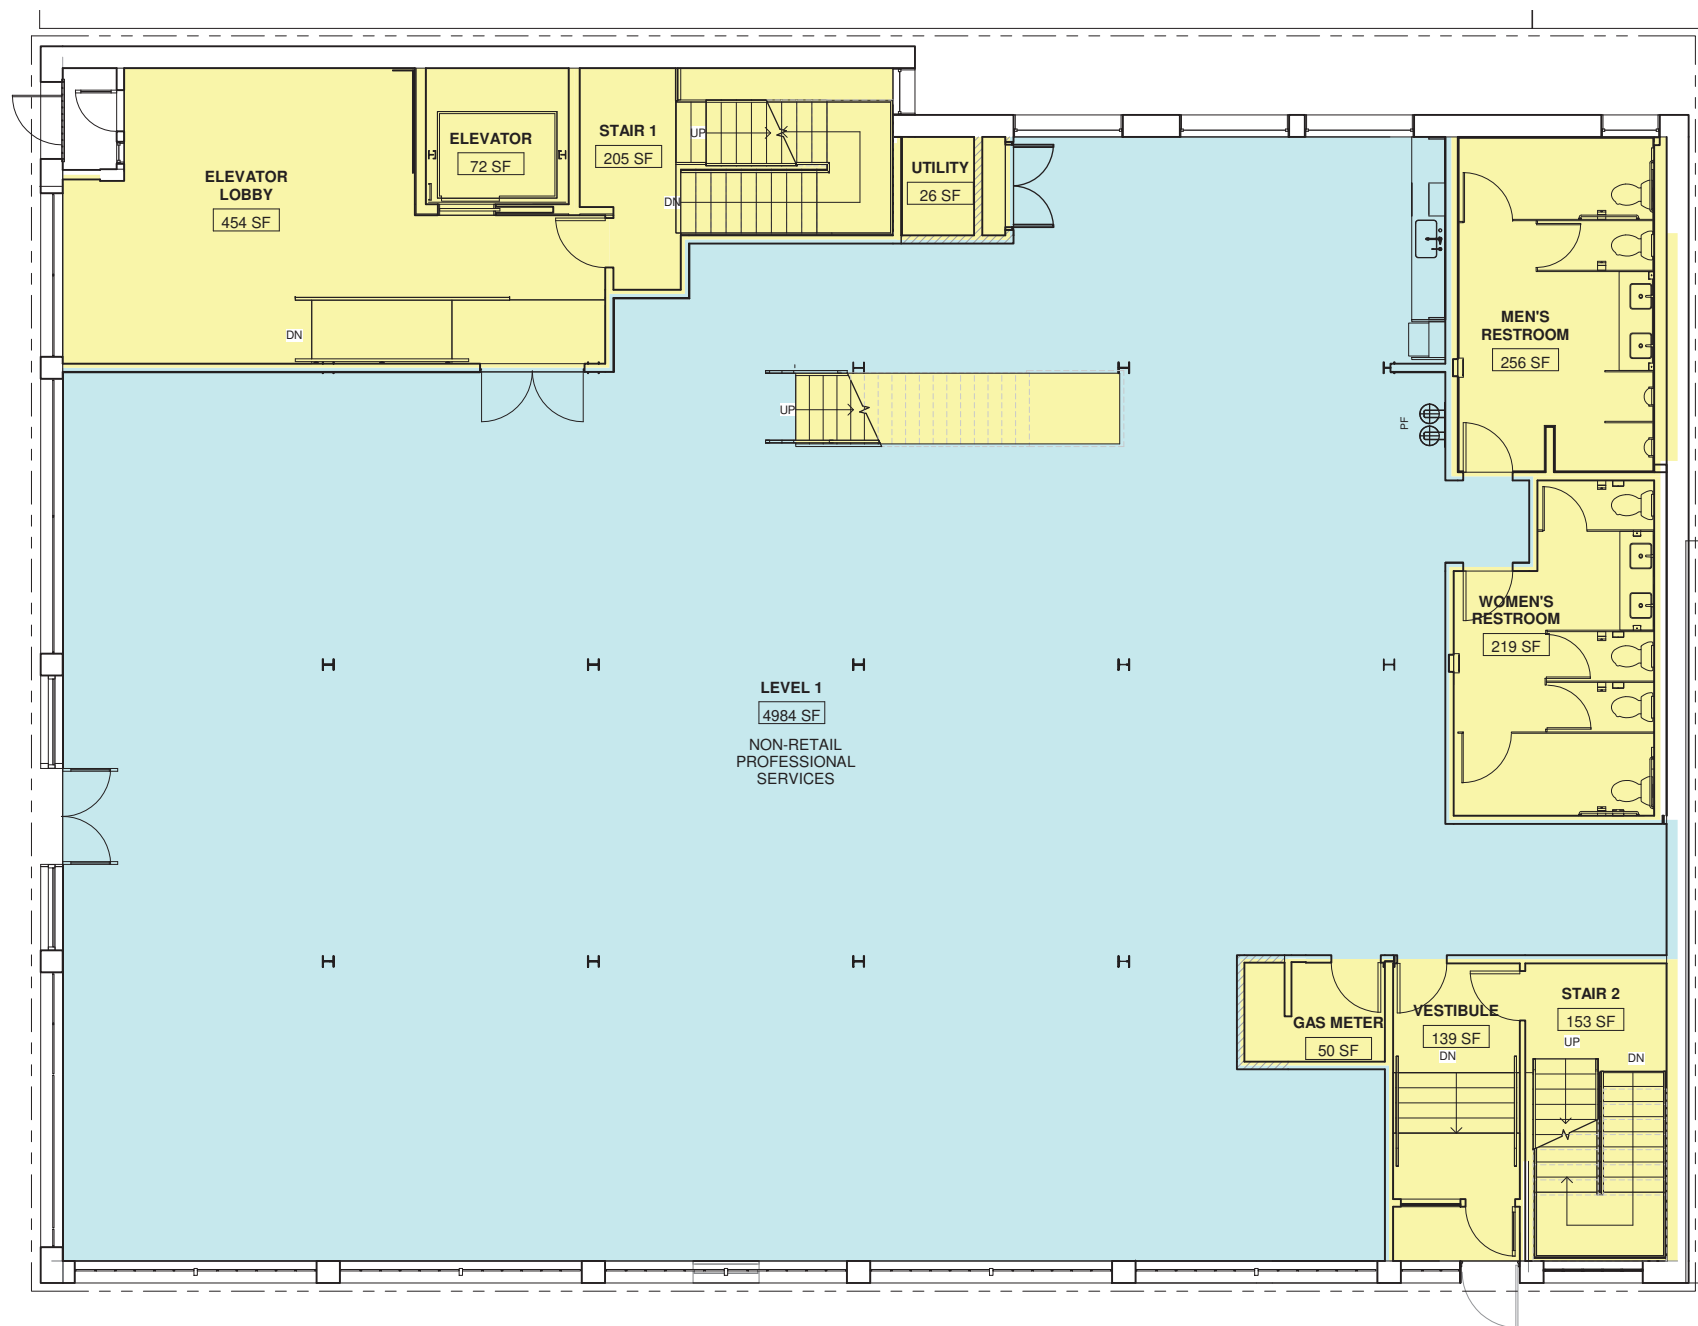 ELEVATOR
LOBBY
454 SF
ELEVATOR
72 SF
STAIR 1
205 SF
UP
DN
UTILITY
26 SF
DN
UP
PF
MEN'S
RESTROOM
256 SF
WOMEN'S
RESTROOM
219 SF
LEVEL 1
4984 SF
NON-RETAIL
PROFESSIONAL
SERVICES
GAS METER
50 SF
VESTIBULE
139 SF
DN
STAIR 2
153 SF
UP
DN